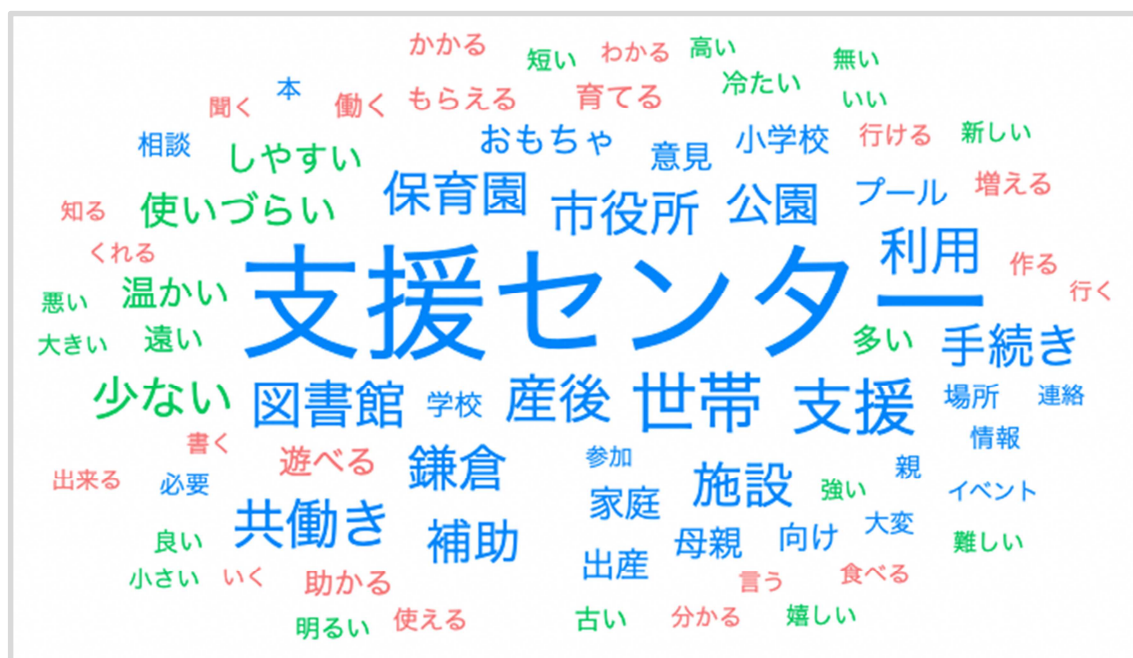 かかる 短い わかる 高い 無い
聞く 本 働く もらえる 育てる 冷たい いい
相談 しやすい おもちゃ 意見 小学校 行ける 新しい
知る 使いづらい 保育園 市役所 公園 プール 増える
くれる 利用 作る
悪い 温かい 支援センター 行く
大きい 遠い 多い 手続き
少ない 図書館 学校 産後 世帯 支援 場所 連絡
書く 遊べる 鎌倉 参加 親 情報
出来る 必要 家庭 施設 強い イベント
良い 共働き 補助 母親 向け 大変 難しい
小さい いく 助かる 出産 言う 食べる
明るい 使える 古い 分かる 嬉しい